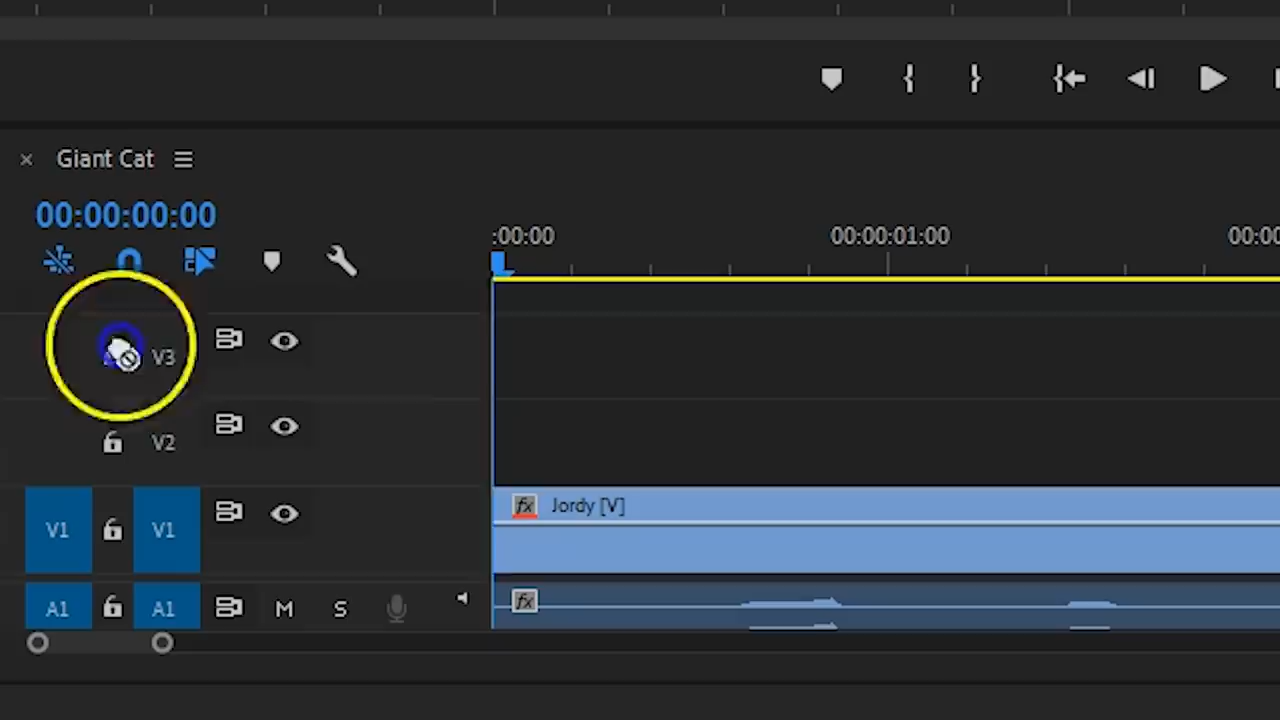 Giant Cat
00:00:00:00
:00:00
00:00:01:00
00:00
V3
V2
V1
V1
fx
Jordy [V]
A1
A1
M
S
fx